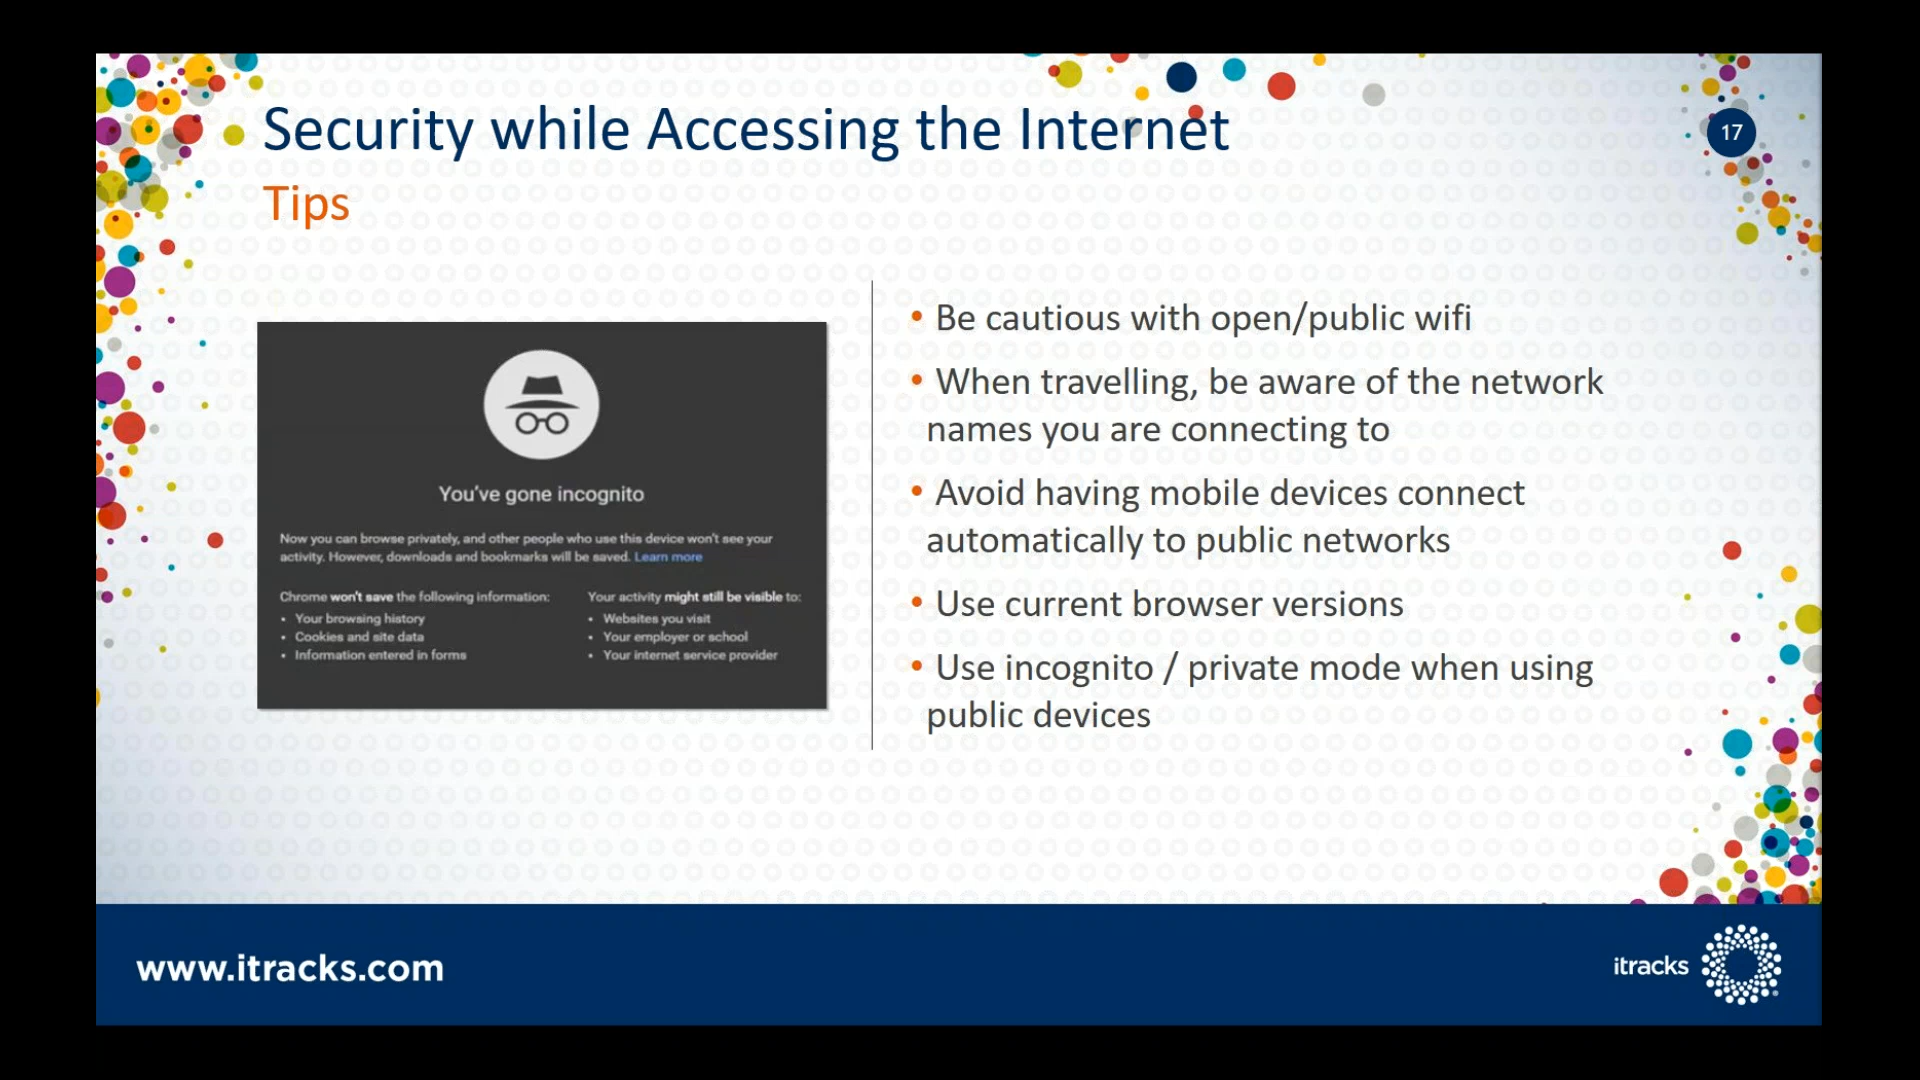 Security while Accessing the Internet
17
Tips
You've gone incognito
Now you can browse privately, and other people who use this device won't see your
activity. However, downloads and bookmarks will be saved. Learn more
Chrome won't save the following information:
• Your browsing history
• Cookies and site data
• Information entered in forms
Your activity might still be visible to:
• Websites you visit
• Your employer or school
• Your internet service provider
• Be cautious with open/public wifi
• When travelling, be aware of the network
names you are connecting to
• Avoid having mobile devices connect
automatically to public networks
• Use current browser versions
• Use incognito / private mode when using
public devices
www.itracks.com
itracks